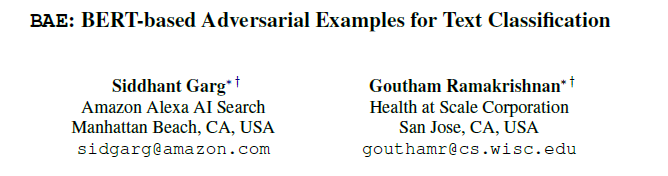 BAE: BERT-based Adversarial Examples for Text Classification
Siddhant Garg*†
Amazon Alexa AI Search
Manhattan Beach, CA, USA
sidgarg@amazon.com
Goutham Ramakrishnan*†
Health at Scale Corporation
San Jose, CA, USA
gouthamr@cs.wisc.edu